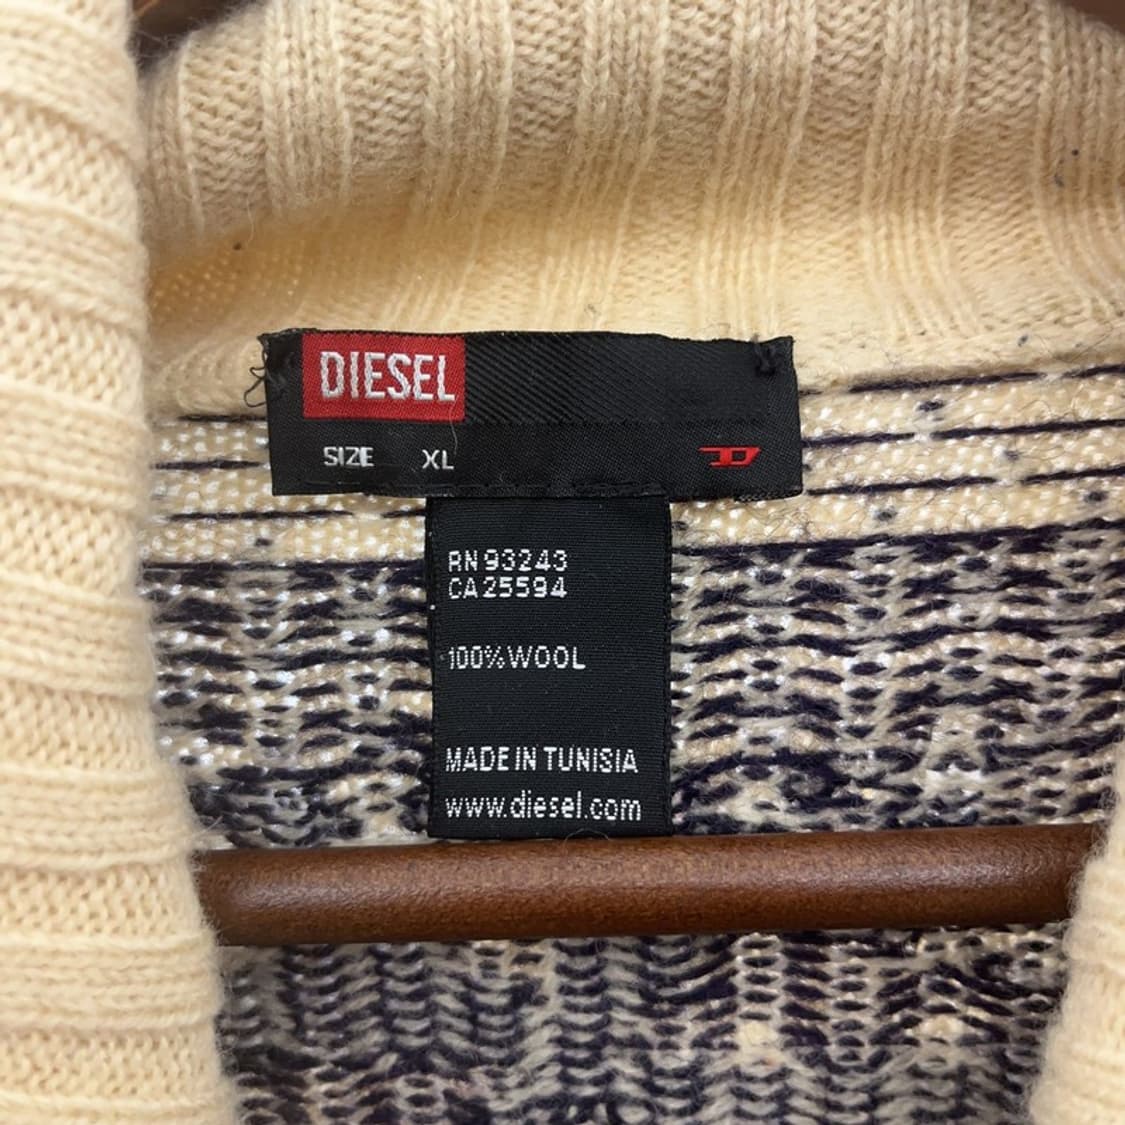 DIESEL
SIZE XL
RN 93243
CA 25594
100% WOOL
MADE IN TUNISIA
www.diesel.com